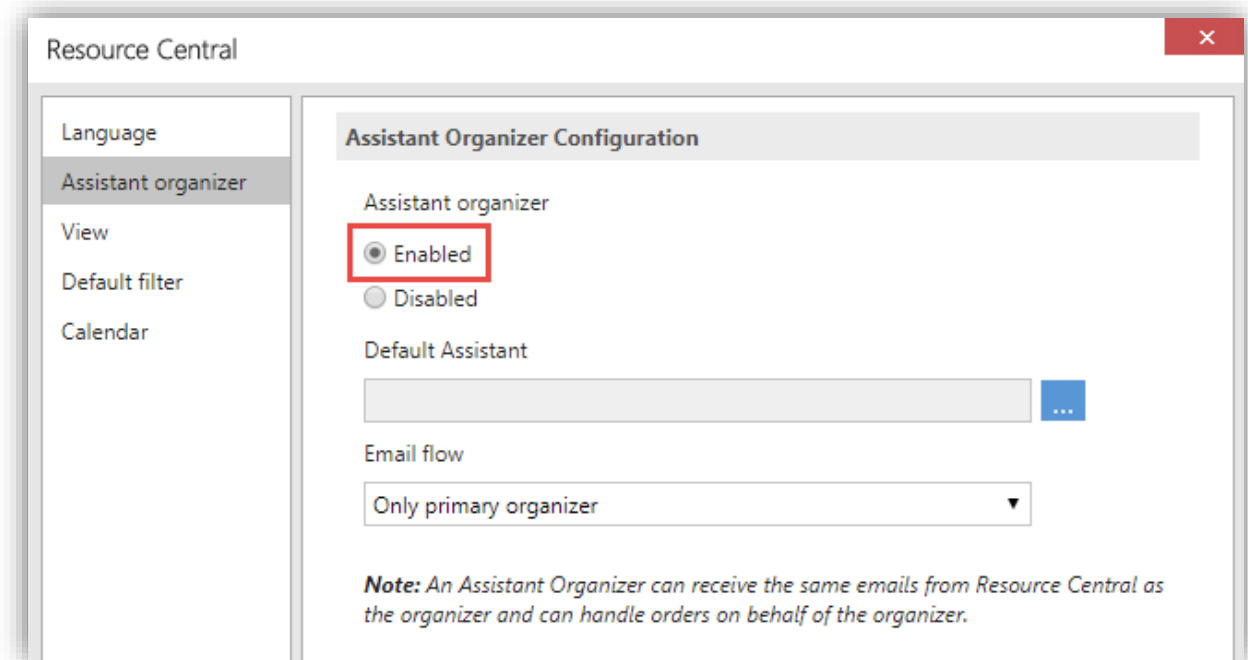 Resource Central
×
Language
Assistant organizer
View
Default filter
Calendar
Assistant Organizer Configuration
Assistant organizer
Enabled
Disabled
Default Assistant
...
Email flow
Only primary organizer
Note: An Assistant Organizer can receive the same emails from Resource Central as
the organizer and can handle orders on behalf of the organizer.